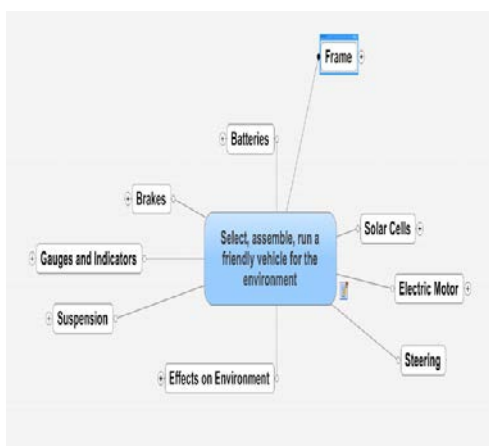 Frame
Batteries
Brakes
Solar Cells
Select, assemble, run a
friendly vehicle for the
environment
Gauges and Indicators
Electric Motor
Suspension
Steering
Effects on Environment